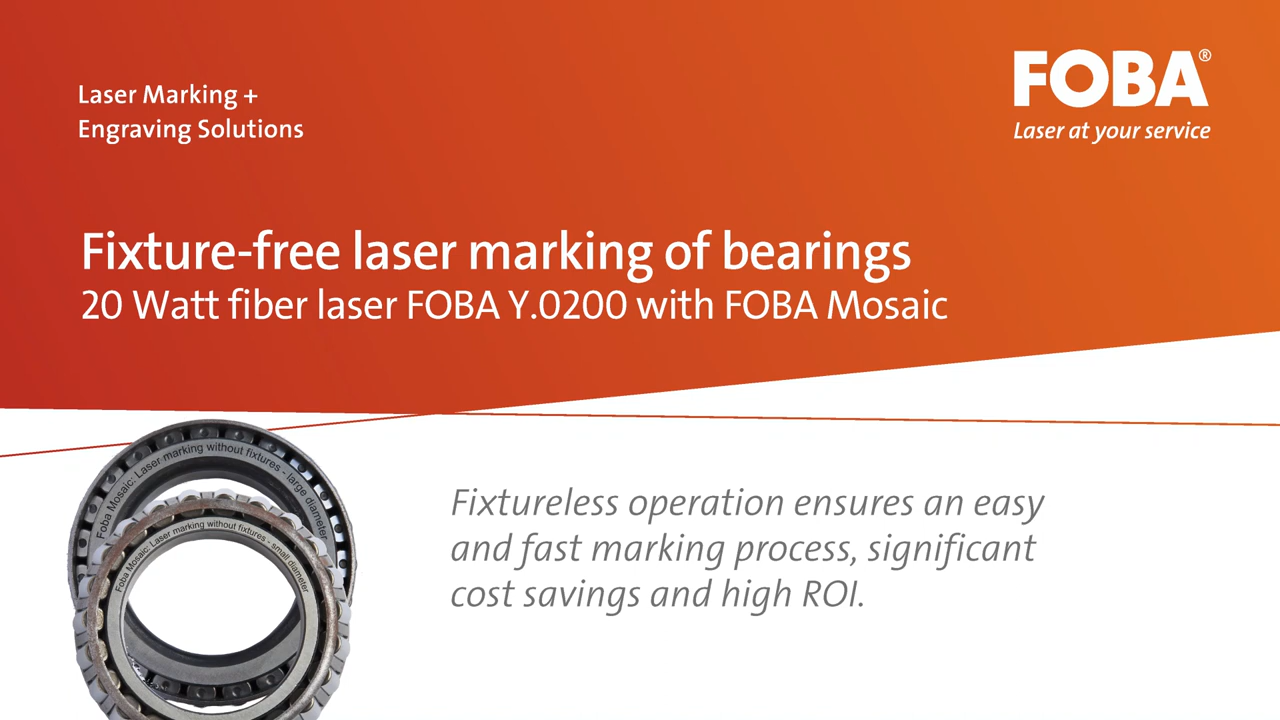 Laser Marking +
Engraving Solutions
FOBA®
Laser at your service
Fixture-free laser marking of bearings
20 Watt fiber laser FOBA Y.0200 with FOBA Mosaic
Foba Mosaic: Laser marking without fixtures - large diameter
Foba Mosaic: Laser marking without fixtures - small diameter
Fixtureless operation ensures an easy
and fast marking process, significant
cost savings and high ROI.